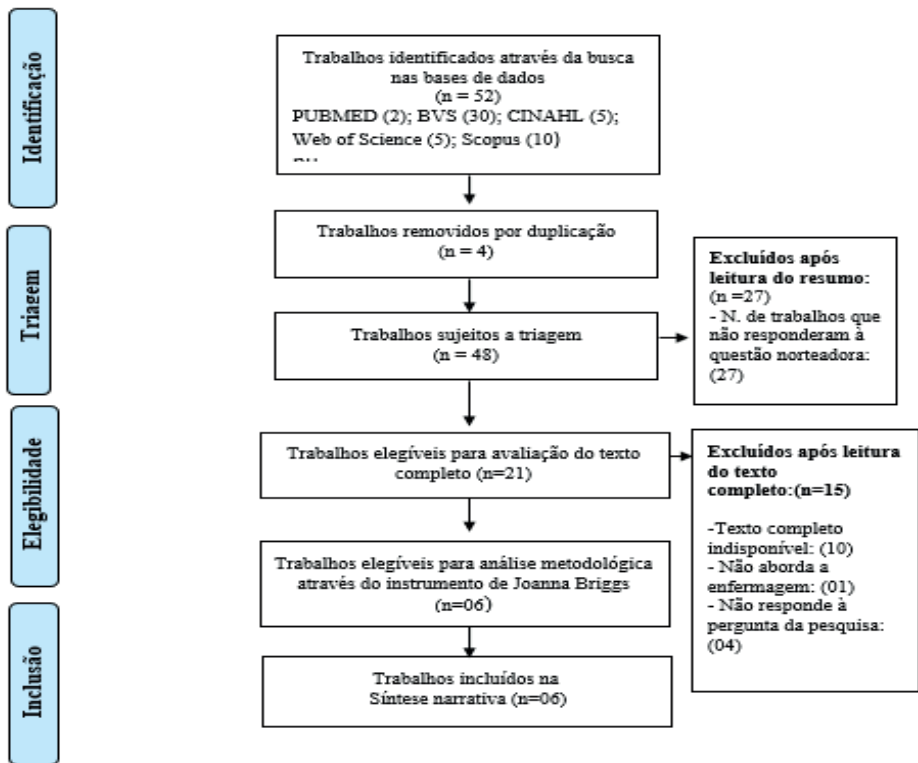 Identificação
Trabalhos identificados através da busca
nas bases de dados
(n = 52)
PUBMED (2); BVS (30); CINAHL (5);
Web of Science (5); Scopus (10)
Triagem
Trabalhos removidos por duplicação
(n = 4)
Trabalhos sujeitos a triagem
(n = 48)
Excluídos após
leitura do resumo:
(n =27)
- N. de trabalhos que
não responderam à
questão norteadora:
(27)
Elegibilidade
Trabalhos elegíveis para avaliação do texto
completo (n=21)
Excluídos após leitura
do texto
completo:(n=15)
-Texto completo
indisponível: (10)
- Não aborda a
enfermagem: (01)
- Não responde à
pergunta da pesquisa:
(04)
Trabalhos elegíveis para análise metodológica
através do instrumento de Joanna Briggs
(n=06)
Inclusão
Trabalhos incluídos na
Síntese narrativa (n=06)